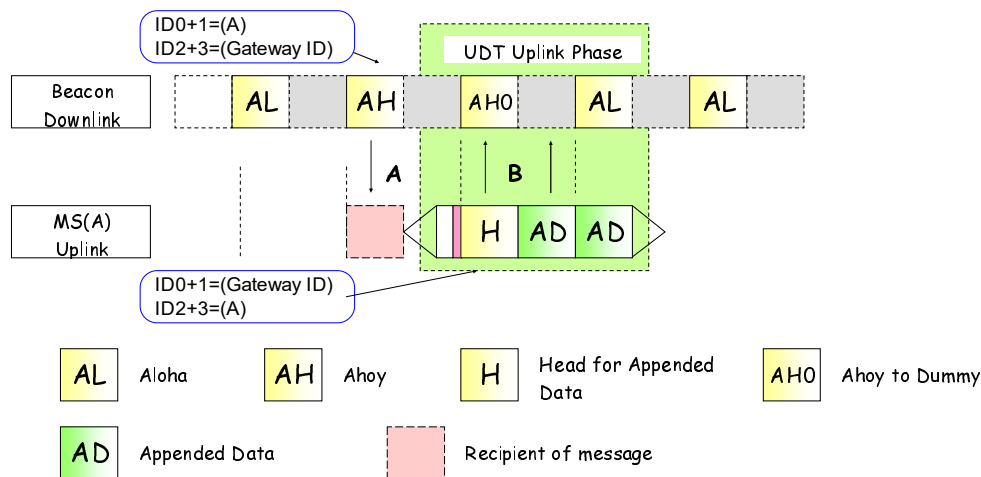 ID0+1=(A)
ID2+3=(Gateway ID)
UDT Uplink Phase
Beacon
Downlink
AL
AH
AH0
AL
AL
A
B
MS(A)
Uplink
H
AD
AD
ID0+1=(Gateway ID)
ID2+3=(A)
AL
Aloha
AH
Ahoy
H
Head for Appended
Data
AH0
Ahoy to Dummy
AD
Appended Data
Recipient of message